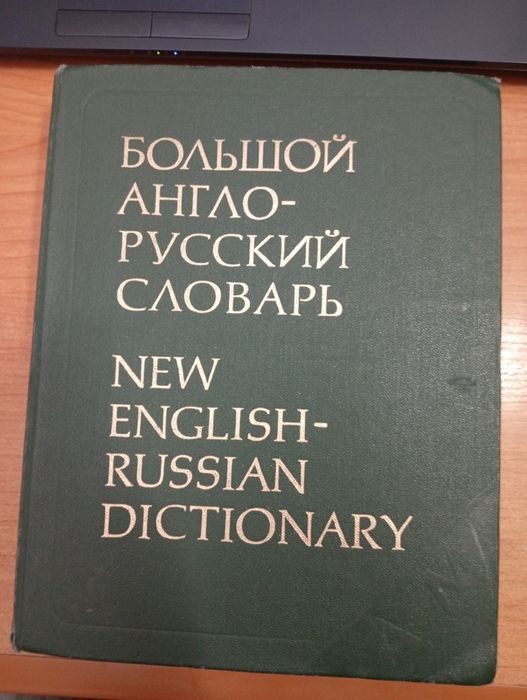 БОЛЬШОЙ
АНГЛО-
РУССКИЙ
СЛОВАРЬ
NEW
ENGLISH-
RUSSIAN
DICTIONARY